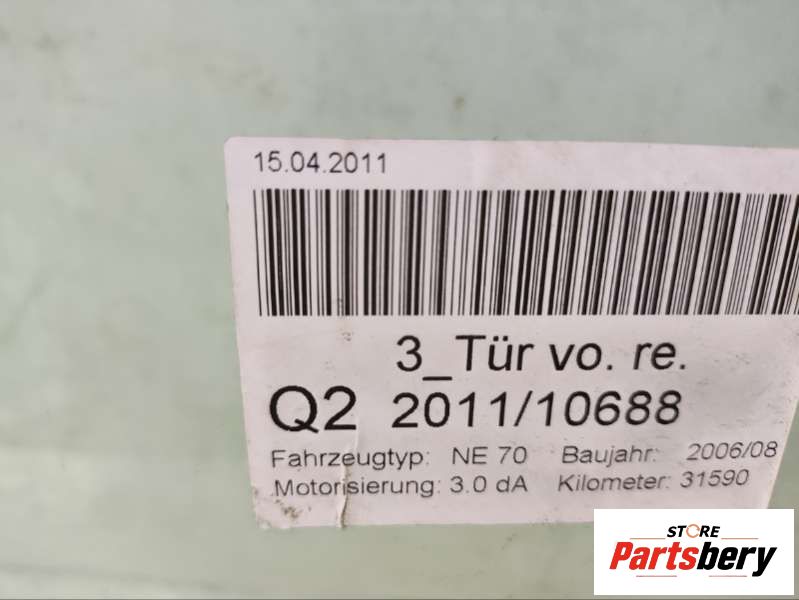 15.04.2011
3_Tür vo. re.
Q2 2011/10688
Fahrzeugtyp: NE 70 Baujahr: 2006/08
Motorisierung: 3.0 dA Kilometer: 31590
STORE
Partsbery